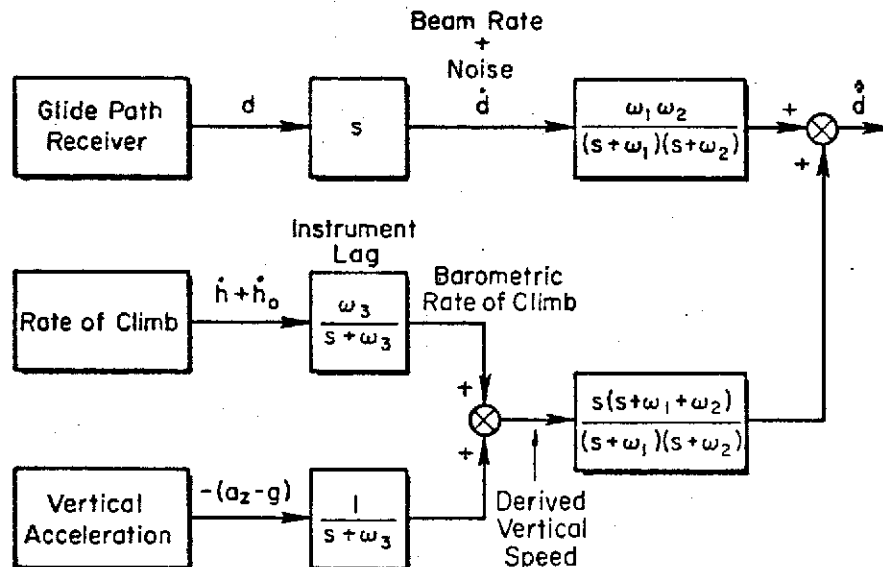 Beam Rate
+
Noise
Glide Path
Receiver
d
s
ḋ
ω₁ω₂
(s+ω₁)(s+ω₂)
+
d̊
+
Instrument
Lag
Rate of Climb
ḣ + ḣ₀
ω₃
s + ω₃
Barometric
Rate of Climb
+
+
s(s+ω₁+ω₂)
(s+ω₁)(s+ω₂)
Vertical
Acceleration
-(a_z-g)
1
s + ω₃
Derived
Vertical
Speed